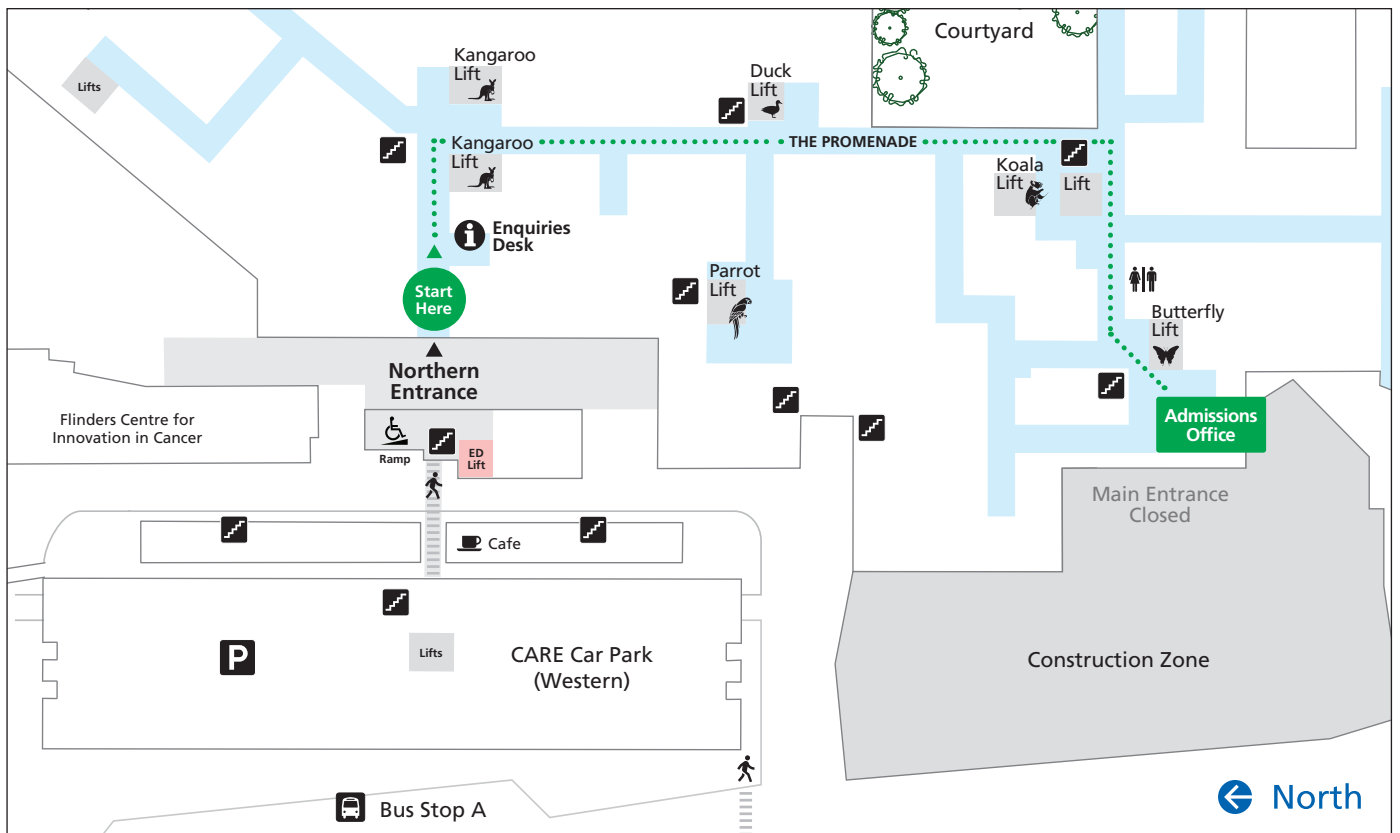 Courtyard
Kangaroo
Lift
Duck
Lift
Lifts
THE PROMENADE
Kangaroo
Lift
Koala
Lift
Lift
Enquiries
Desk
Start
Here
Parrot
Lift
Butterfly
Lift
Northern
Entrance
Flinders Centre for
Innovation in Cancer
Ramp
ED
Lift
Admissions
Office
Main Entrance
Closed
Cafe
P
Lifts
CARE Car Park
(Western)
Construction Zone
Bus Stop A
North